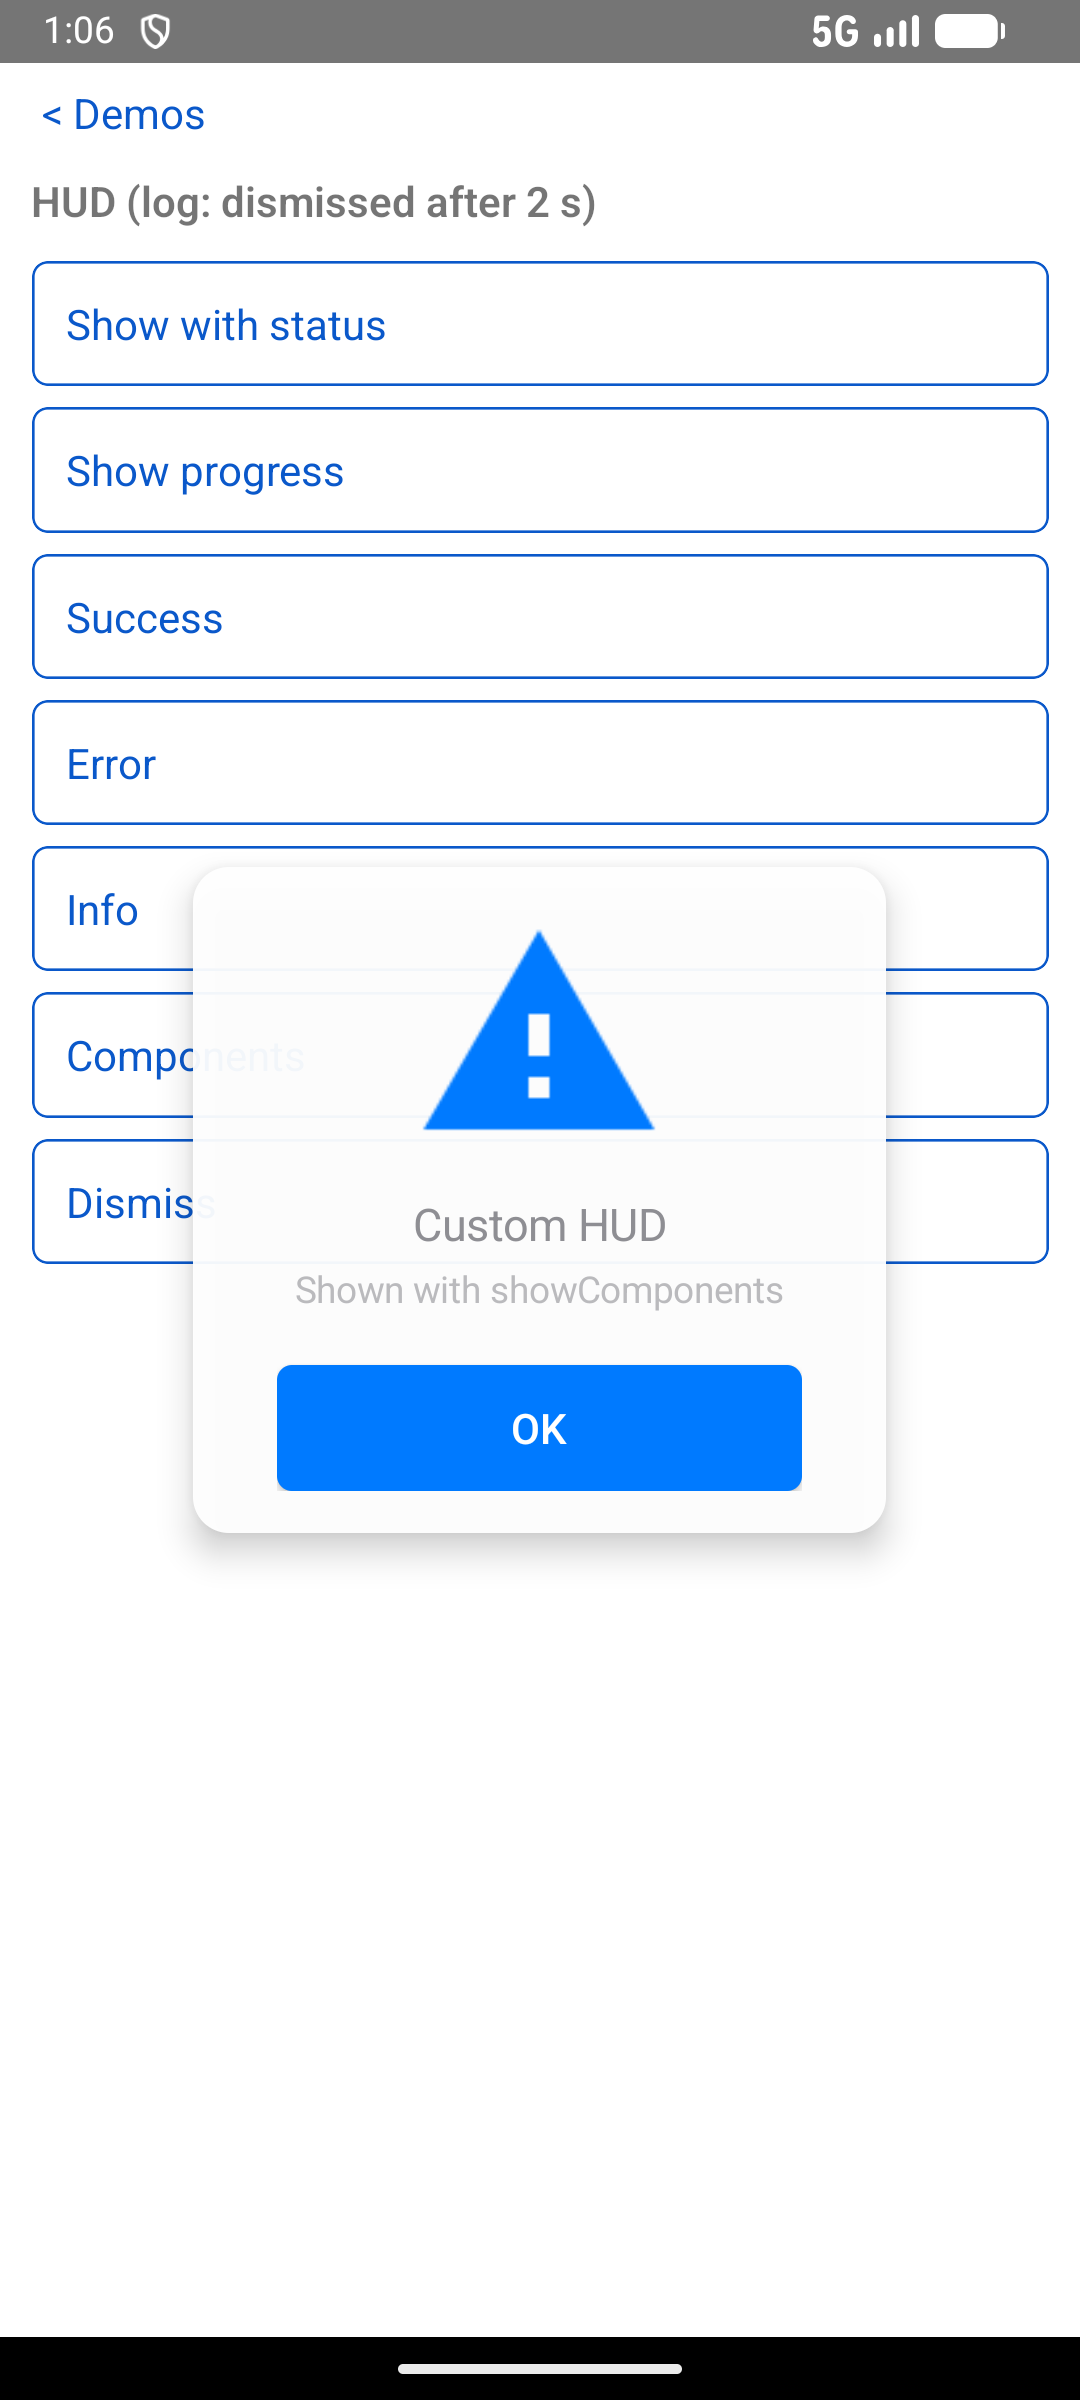 1:06
5G
< Demos
HUD (log: dismissed after 2 s)
Show with status
Show progress
Success
Error
Info
Components
Dismiss
Custom HUD
Shown with showComponents
OK